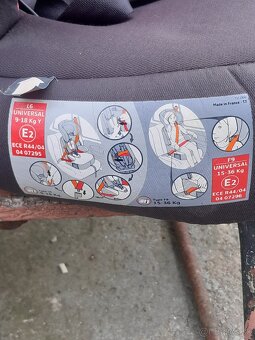 L6
UNIVERSAL
9-18 Kg Y
E2
ECE R44/04
04 07295
Made in France
F9
UNIVERSAL
15-36 Kg
E2
ECE R44/04
04 07296
15-36 Kg